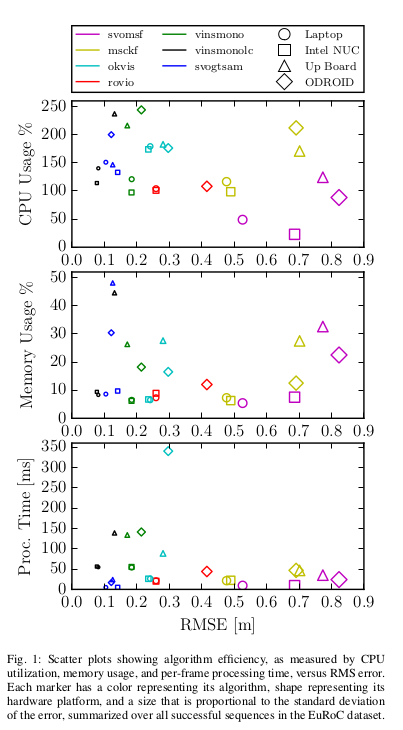 svomsf vinsmono Laptop
msckf vinsmonolc Intel NUC
okvis svogtsam Up Board
rovio ODROID
250
200
150
100
50
0
CPU Usage %
0.0 0.1 0.2 0.3 0.4 0.5 0.6 0.7 0.8 0.9
50
40
30
20
10
0
Memory Usage %
0.0 0.1 0.2 0.3 0.4 0.5 0.6 0.7 0.8 0.9
350
300
250
200
150
100
50
0
Proc. Time [ms]
0.0 0.1 0.2 0.3 0.4 0.5 0.6 0.7 0.8 0.9
RMSE [m]
Fig. 1: Scatter plots showing algorithm efficiency, as measured by CPU
utilization, memory usage, and per-frame processing time, versus RMS error.
Each marker has a color representing its algorithm, shape representing its
hardware platform, and a size that is proportional to the standard deviation
of the error, summarized over all successful sequences in the EuRoC dataset.